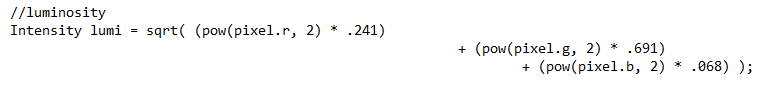 //luminosity
Intensity lumi = sqrt( (pow(pixel.r, 2) * .241)
+ (pow(pixel.g, 2) * .691)
+ (pow(pixel.b, 2) * .068) );